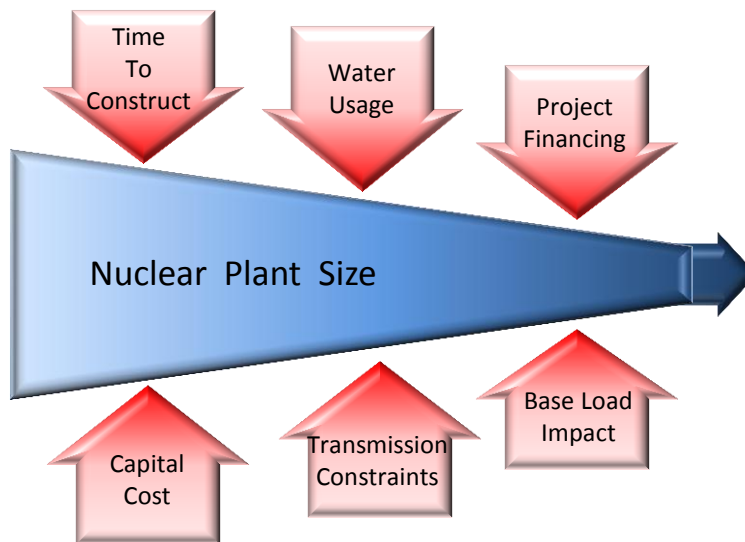 Time
To
Construct
Water
Usage
Project
Financing
Nuclear Plant Size
Capital
Cost
Transmission
Constraints
Base Load
Impact